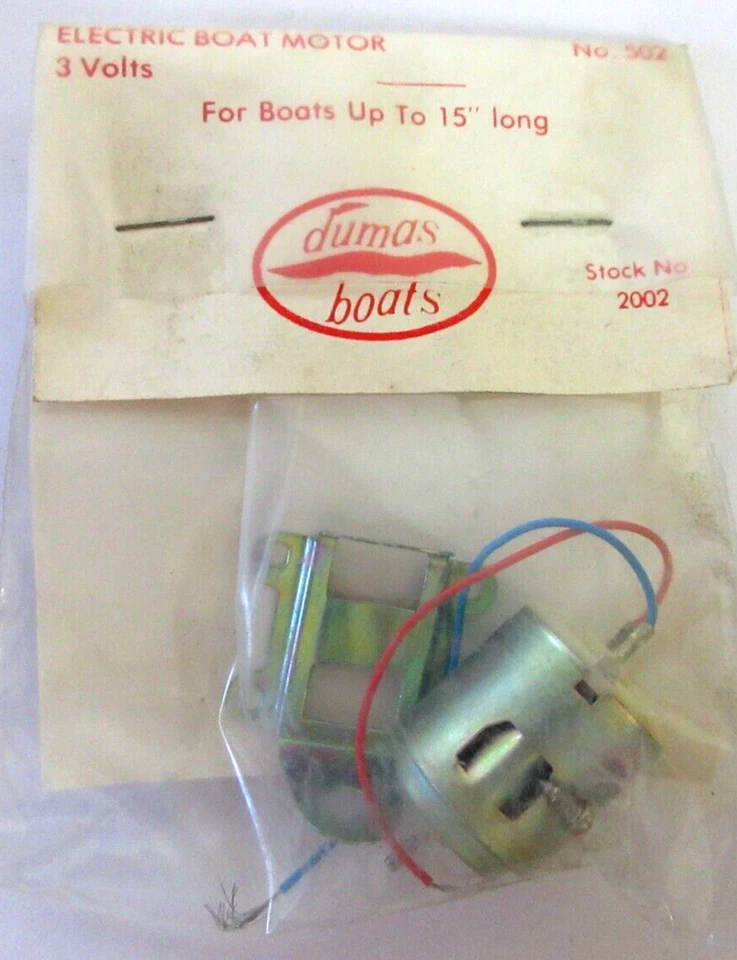 ELECTRIC BOAT MOTOR No. 502
3 Volts
For Boats Up To 15" long
dumas
boats
Stock No
2002